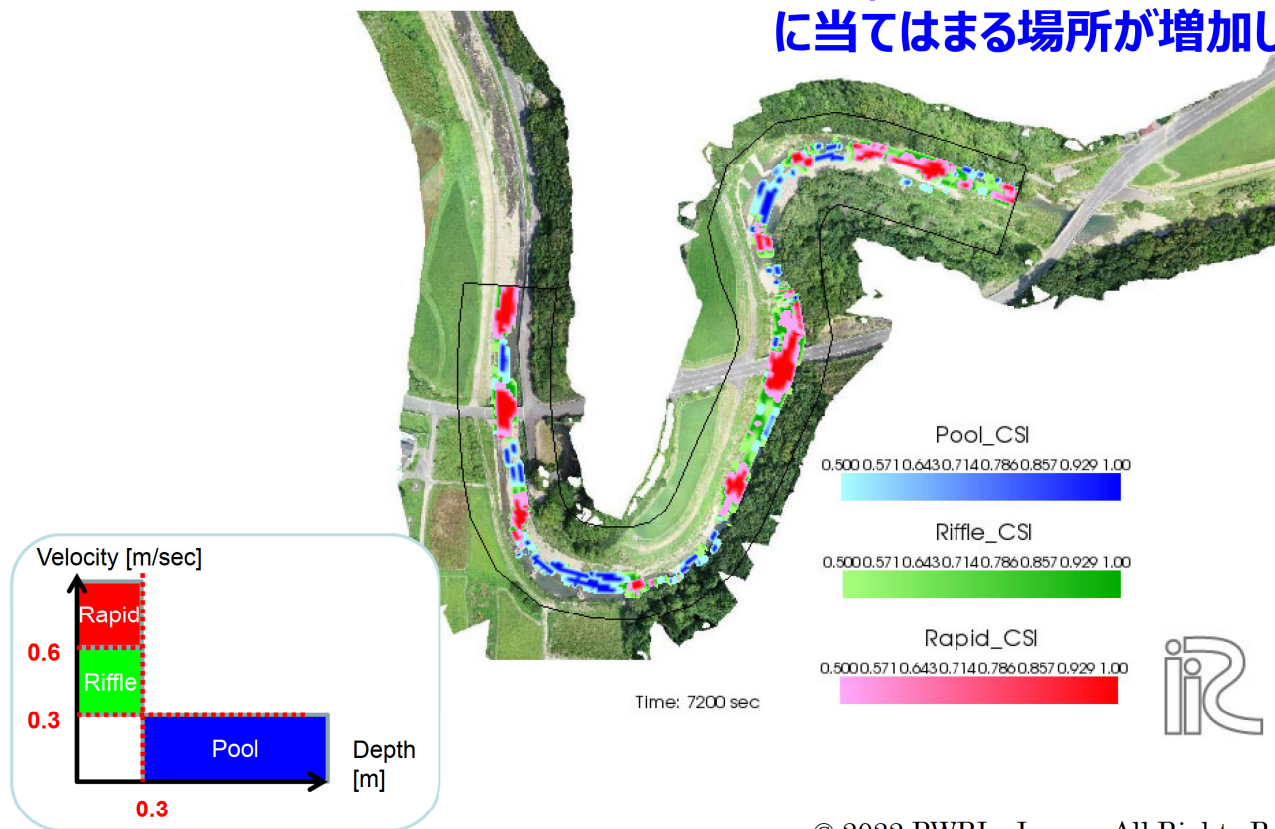 に当てはまる場所が増加し
Pool_CSI
0.500 0.571 0.643 0.714 0.786 0.857 0.929 1.00
Riffle_CSI
0.500 0.571 0.643 0.714 0.786 0.857 0.929 1.00
Rapid_CSI
0.500 0.571 0.643 0.714 0.786 0.857 0.929 1.00
Time: 7200 sec
iRIC
Velocity [m/sec]
Rapid
0.6
Riffle
0.3
Pool
Depth
[m]
0.3